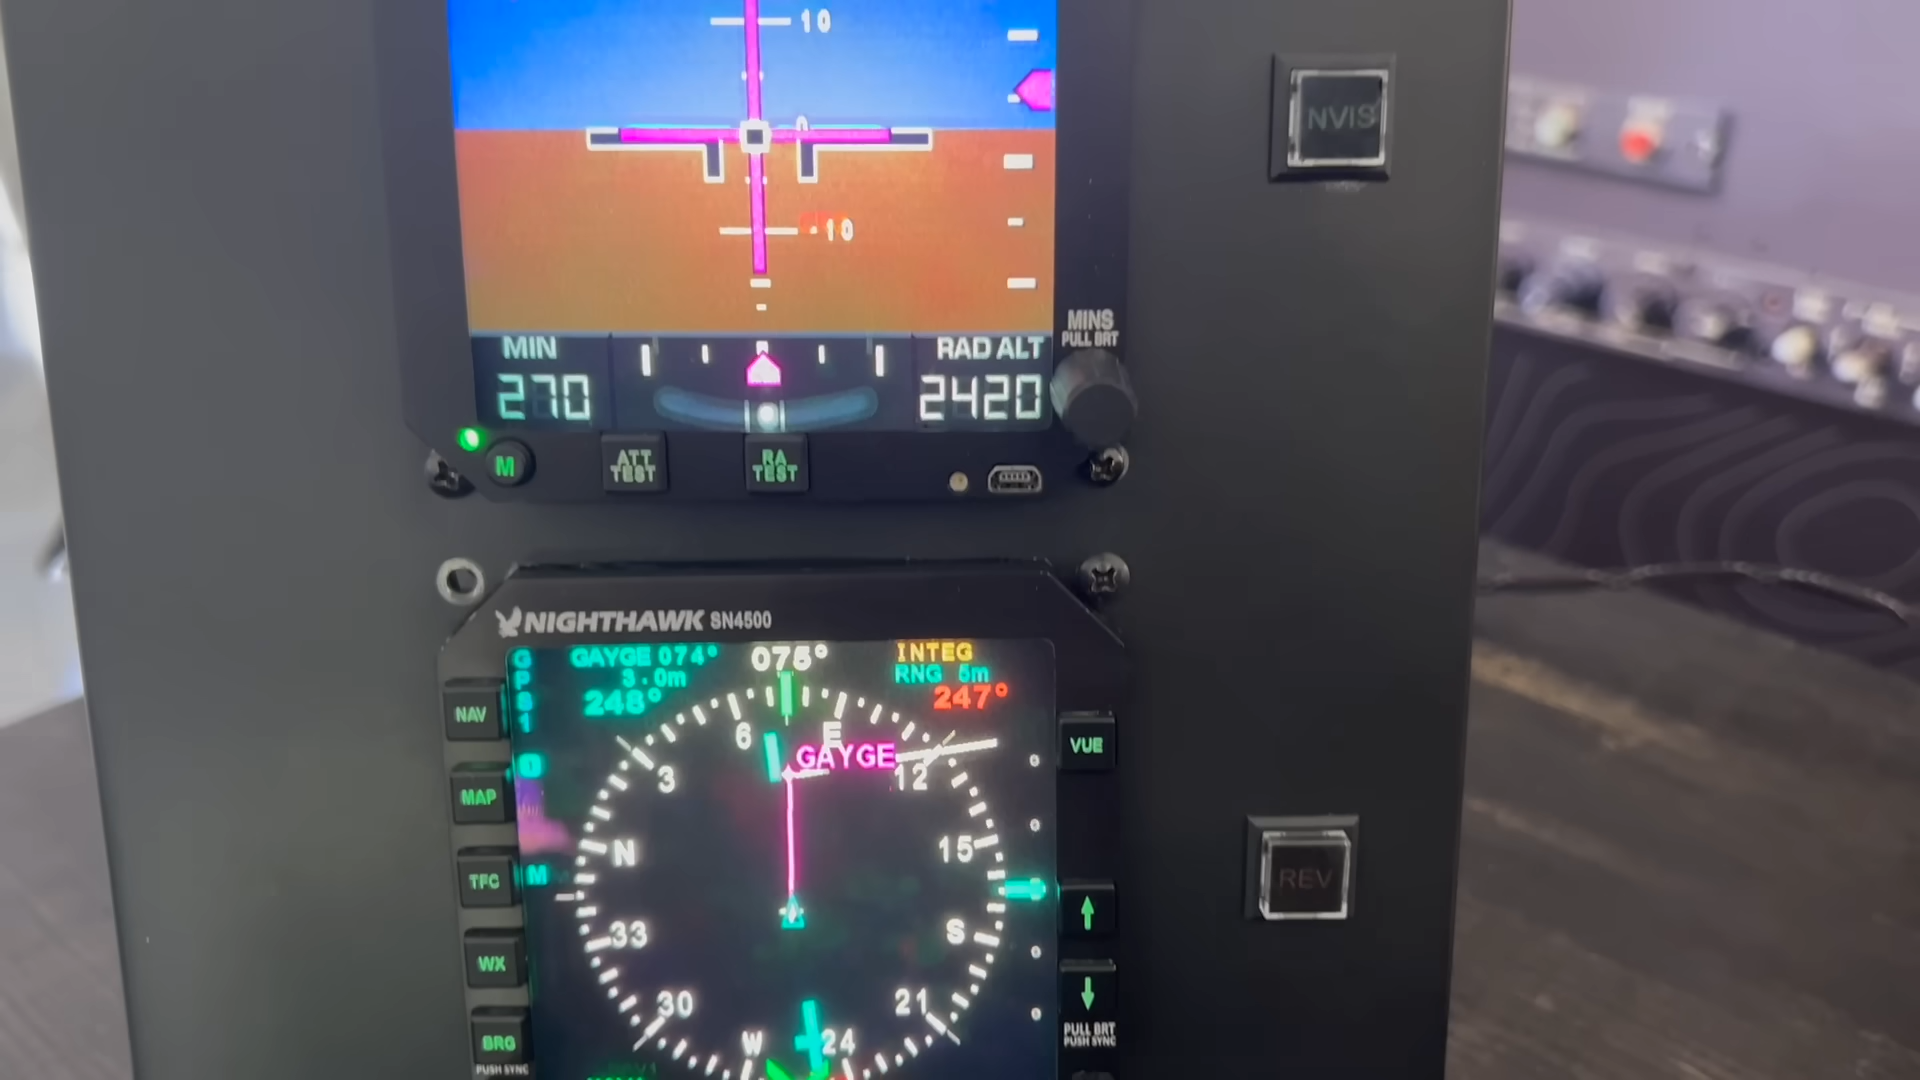 10
NVIS
10
MINS
PULL BRT
MIN
270
RAD ALT
2420
M
ATT
TEST
RA
TEST
NIGHTHAWK SN4500
GPS1
GAYGE 074°
3.0m
248°
075°
INTEG
RNG 5m
247°
NAV
MAP
TFC
WX
BRG
PUSH SYNC
M
VUE
6
E
GAYGE
3
12
N
15
33
S
30
21
W
24
REV
PULL BRT
PUSH SYNC